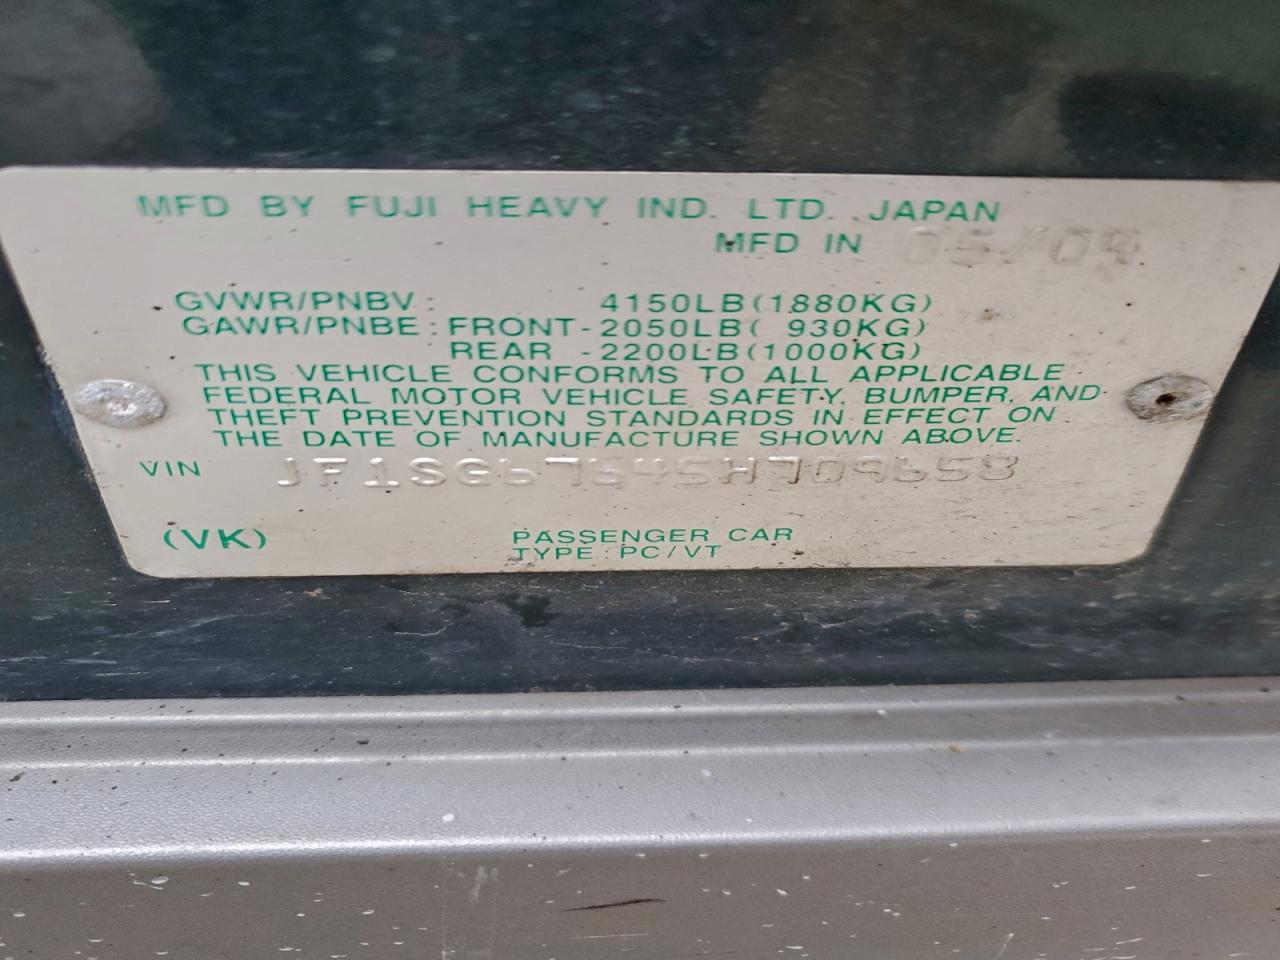 MFD BY FUJI HEAVY IND. LTD. JAPAN
MFD IN 05/04
GVWR/PNBV: 4150LB(1880KG)
GAWR/PNBE: FRONT-2050LB( 930KG)
REAR -2200LB(1000KG)
THIS VEHICLE CONFORMS TO ALL APPLICABLE
FEDERAL MOTOR VEHICLE SAFETY, BUMPER, AND
THEFT PREVENTION STANDARDS IN EFFECT ON
THE DATE OF MANUFACTURE SHOWN ABOVE.
VIN JF1SG67645H709658
(VK) PASSENGER CAR
TYPE: PC/VT